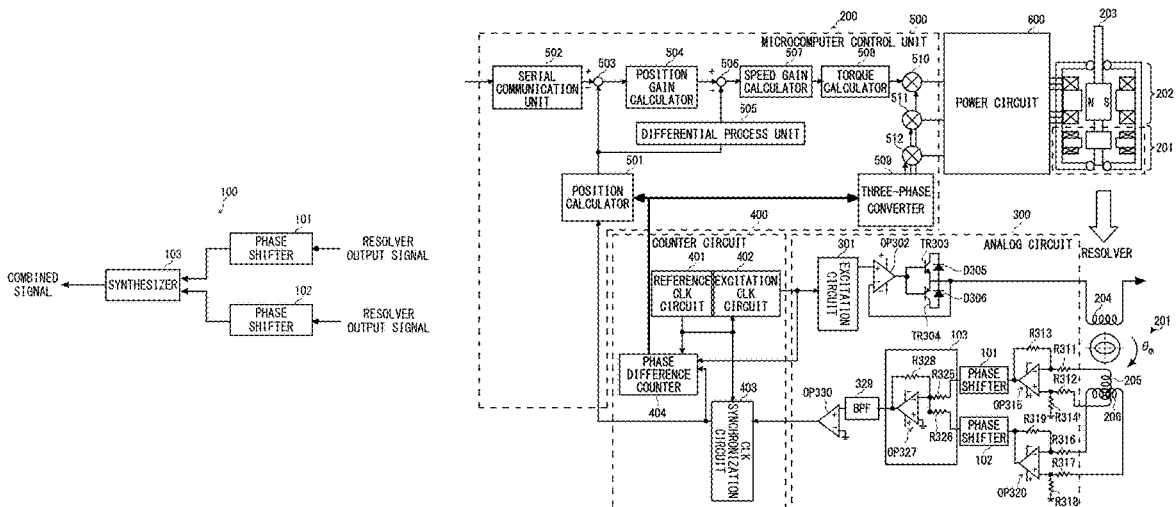 100
101
PHASE
SHIFTER
RESOLVER
OUTPUT SIGNAL
103
COMBINED
SIGNAL
SYNTHESIZER
102
PHASE
SHIFTER
RESOLVER
OUTPUT SIGNAL
200
500
MICROCOMPUTER CONTROL UNIT
502
SERIAL
COMMUNICATION
UNIT
503
504
POSITION
GAIN
CALCULATOR
506
507
SPEED GAIN
CALCULATOR
508
TORQUE
CALCULATOR
510
511
512
505
DIFFERENTIAL PROCESS UNIT
501
POSITION
CALCULATOR
509
THREE-PHASE
CONVERTER
600
POWER CIRCUIT
203
N S
202
201
RESOLVER
400
COUNTER CIRCUIT
401
REFERENCE
CLK
CIRCUIT
402
EXCITATION
CLK
CIRCUIT
PHASE
DIFFERENCE
COUNTER
404
403
CLK
SYNCHRONIZATION
CIRCUIT
300
ANALOG CIRCUIT
301
EXCITATION
CIRCUIT
OP302
TR303
D305
D306
TR304
204
201
θm
205
206
103
R328
R325
R326
OP327
329
BPF
OP330
101
PHASE
SHIFTER
PHASE
SHIFTER
102
R313
R311
R312
R314
OP315
R319
R316
R317
R318
OP320